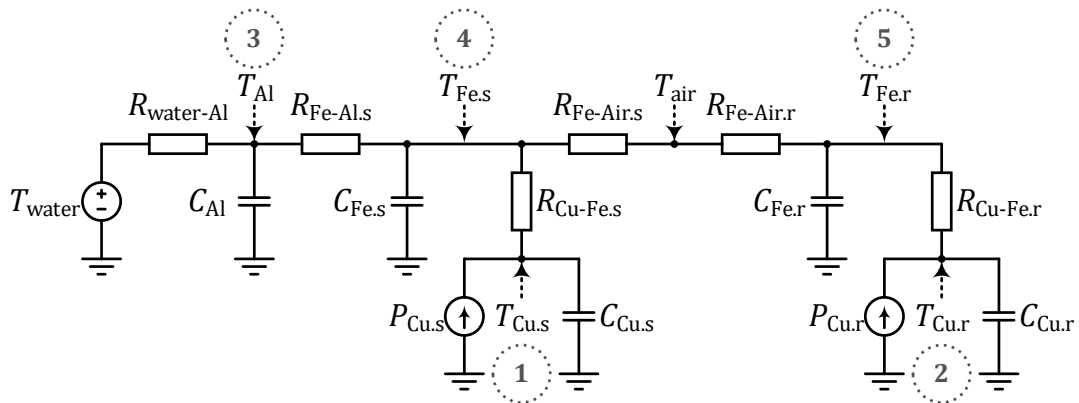 3
4
5
T_Al
T_Fe.s
T_air
T_Fe.r
R_water-Al
R_Fe-Al.s
R_Fe-Air.s
R_Fe-Air.r
T_water
+
−
C_Al
C_Fe.s
R_Cu-Fe.s
C_Fe.r
R_Cu-Fe.r
P_Cu.s
T_Cu.s
C_Cu.s
P_Cu.r
T_Cu.r
C_Cu.r
1
2